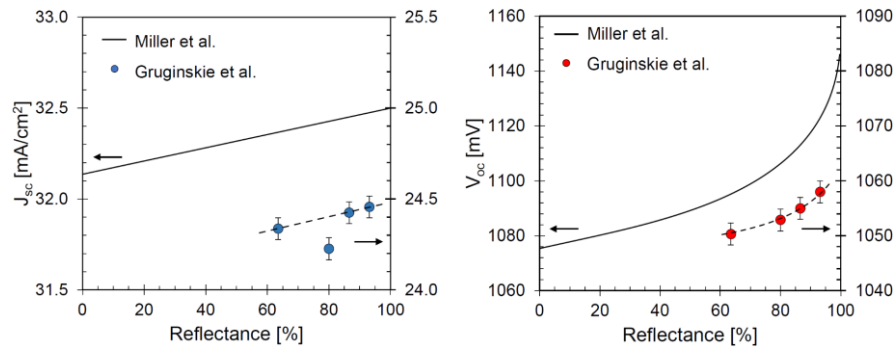 33.0
32.5
32.0
31.5
J_sc [mA/cm²]
Miller et al.
Gruginskie et al.
25.5
25.0
24.5
24.0
0 20 40 60 80 100
Reflectance [%]
1160
1140
1120
1100
1080
1060
V_oc [mV]
Miller et al.
Gruginskie et al.
1090
1080
1070
1060
1050
1040
0 20 40 60 80 100
Reflectance [%]